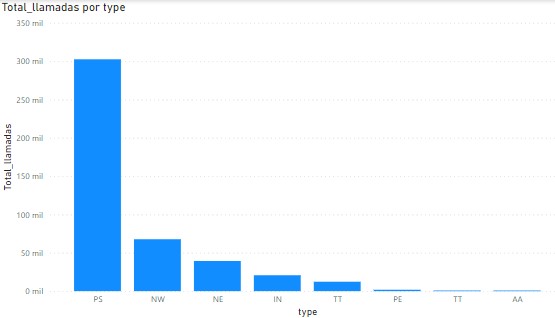 Total_llamadas por type
350 mil
300 mil
250 mil
200 mil
150 mil
100 mil
50 mil
0 mil
Total_llamadas
PS NW NE IN TT PE TT AA
type